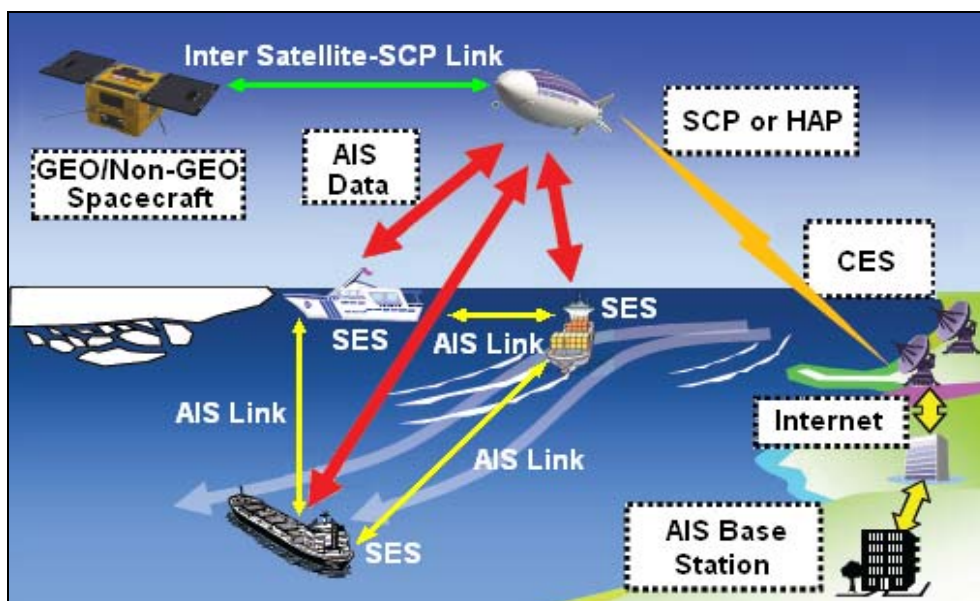 Inter Satellite-SCP Link
GEO/Non-GEO
Spacecraft
AIS
Data
SCP or HAP
CES
SES
AIS Link
SES
AIS Link
AIS Link
SES
Internet
AIS Base
Station